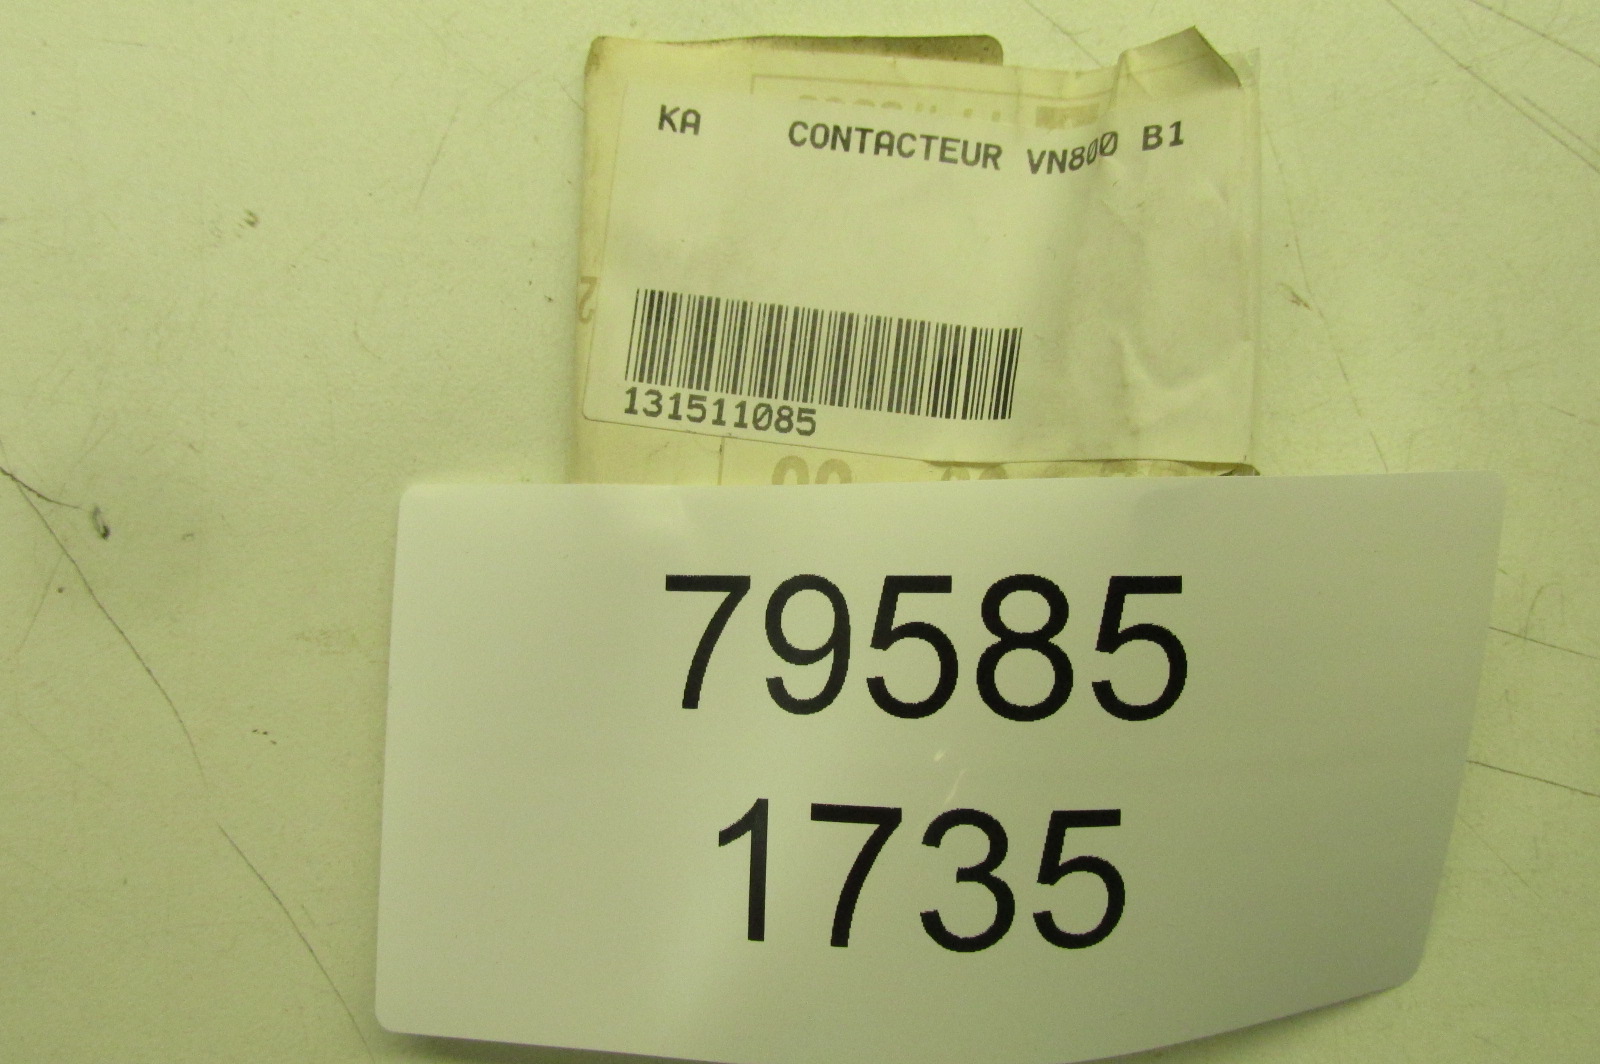 KA CONTACTEUR VN800 B1
131511085
79585
1735